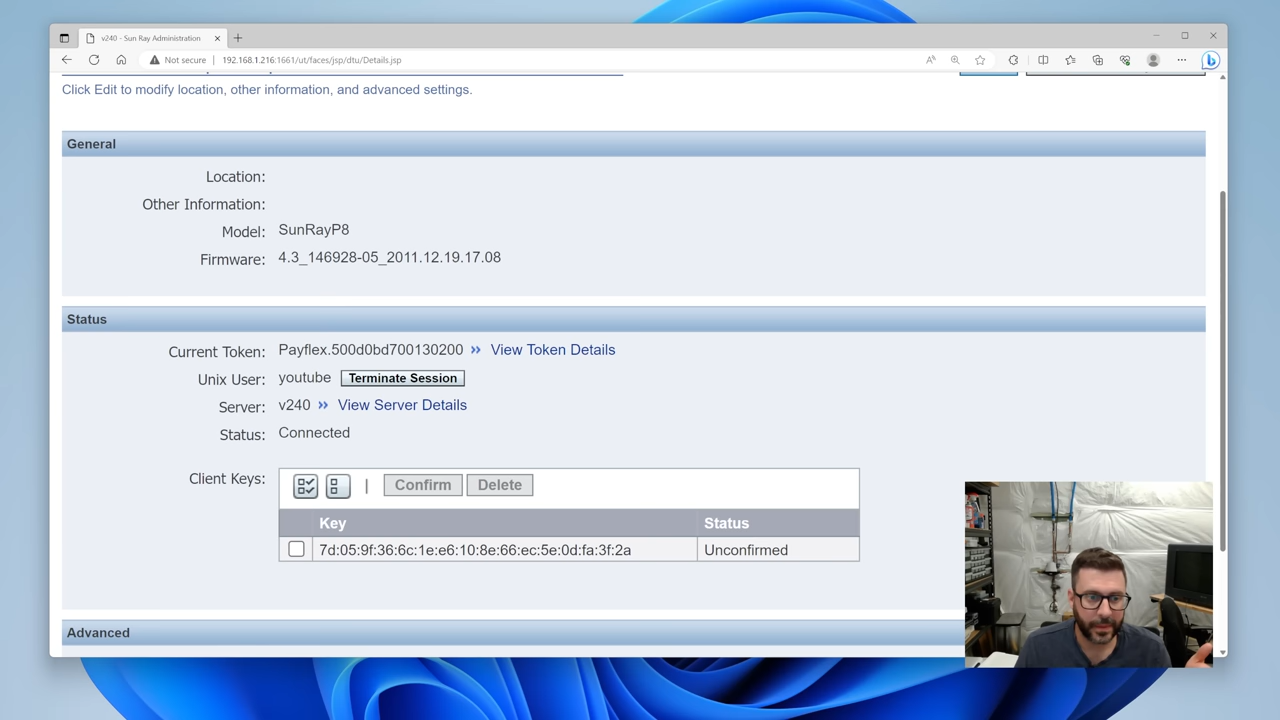 v240 - Sun Ray Administration
Not secure 192.168.1.216:1661/ut/faces/jsp/dtu/Details.jsp
Click Edit to modify location, other information, and advanced settings.
General
Location:
Other Information:
Model: SunRayP8
Firmware: 4.3_146928-05_2011.12.19.17.08
Status
Current Token: Payflex.500d0bd700130200 » View Token Details
Unix User: youtube Terminate Session
Server: v240 » View Server Details
Status: Connected
Client Keys: | Confirm Delete
Key Status
7d:05:9f:36:6c:1e:e6:10:8e:66:ec:5e:0d:fa:3f:2a Unconfirmed
Advanced